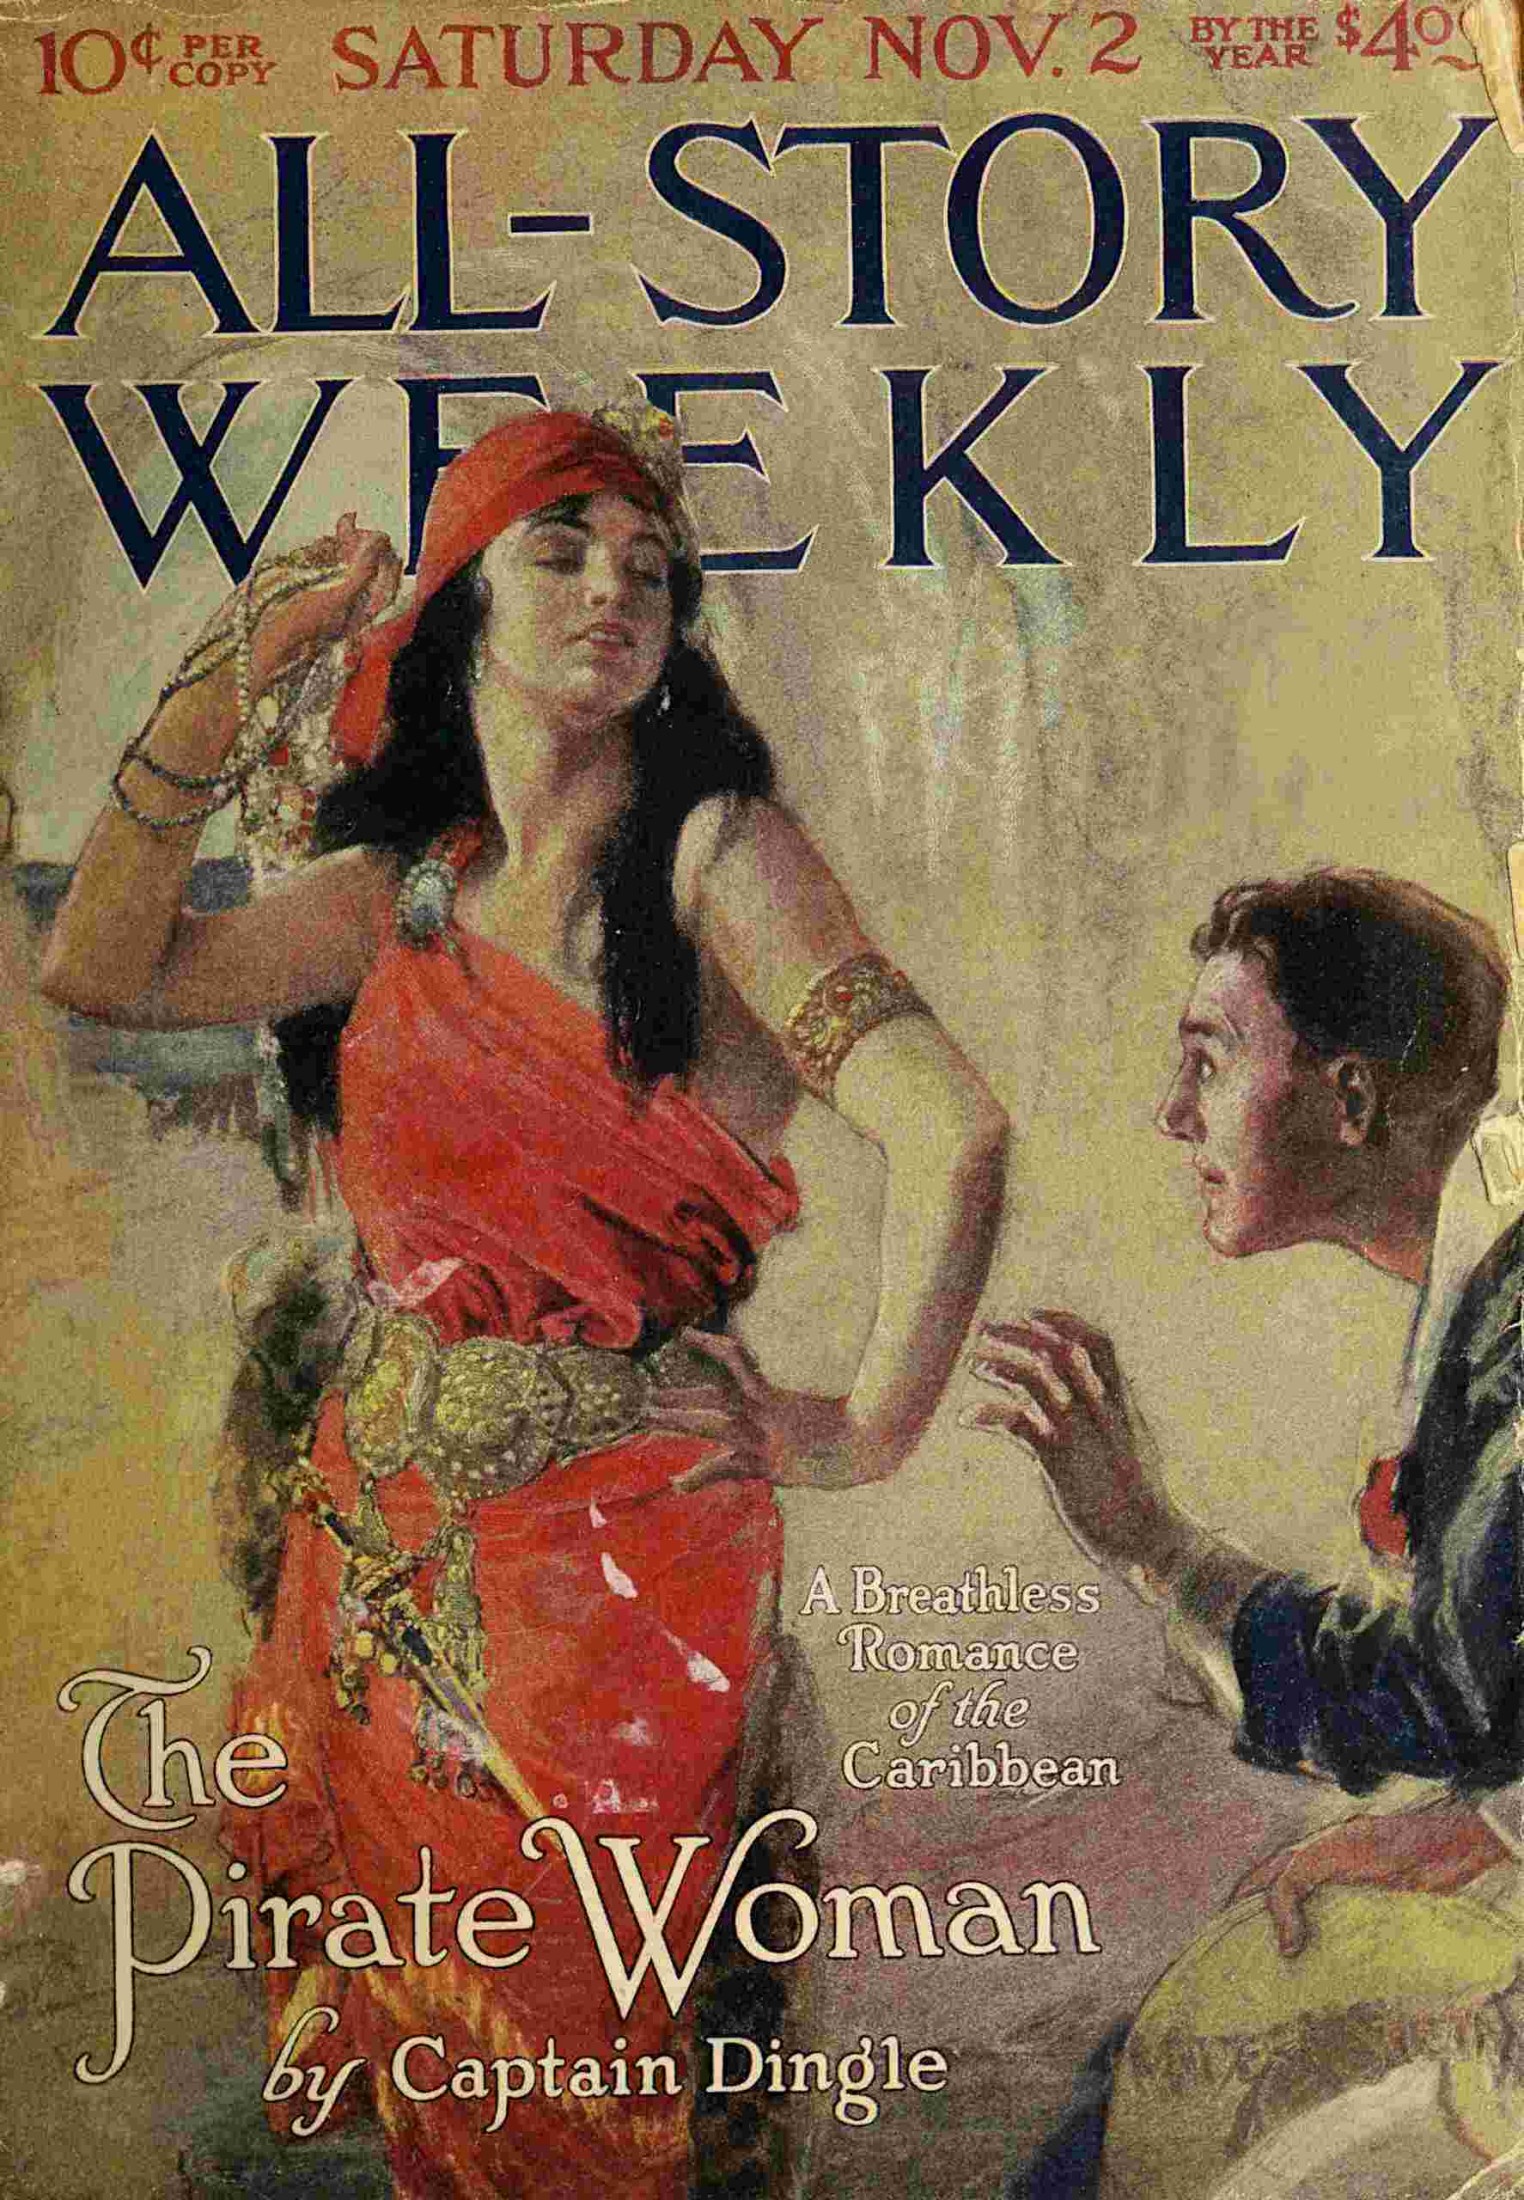 10¢ PER COPY SATURDAY NOV. 2 BY THE YEAR $4.00
ALL-STORY
WEEKLY
A Breathless
Romance
of the
Caribbean
The
Pirate Woman
by Captain Dingle